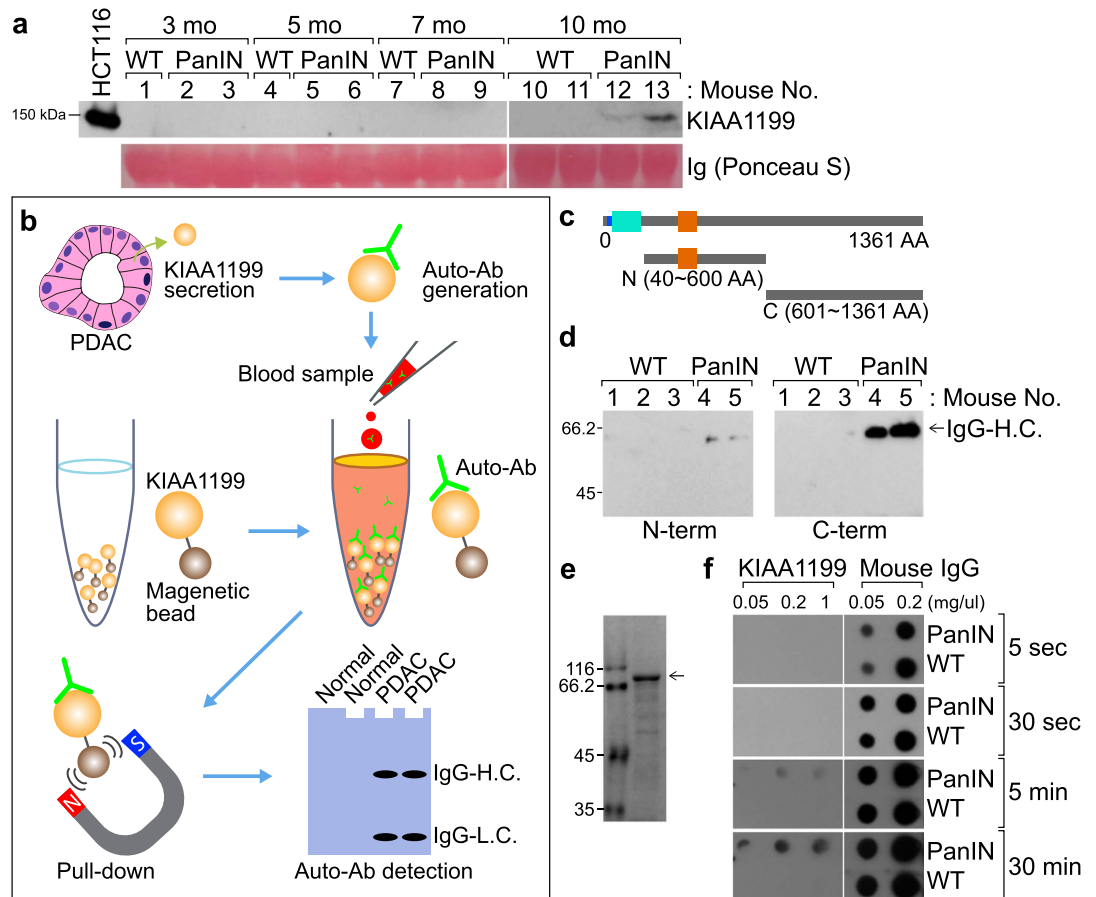 a
3 mo 5 mo 7 mo 10 mo
WT PanIN WT PanIN WT PanIN WT PanIN
HCT116
1 2 3 4 5 6 7 8 9 10 11 12 13 : Mouse No.
150 kDa
KIAA1199
Ig (Ponceau S)
b
KIAA1199
secretion
PDAC
Auto-Ab
generation
Blood sample
KIAA1199
Magenetic
bead
Auto-Ab
N
S
Pull-down
Normal
Normal
PDAC
PDAC
IgG-H.C.
IgG-L.C.
Auto-Ab detection
c
0 1361 AA
N (40~600 AA)
C (601~1361 AA)
d
WT PanIN WT PanIN
1 2 3 4 5 1 2 3 4 5 : Mouse No.
66.2
45
←IgG-H.C.
N-term C-term
e
116
66.2
45
35
←
f
KIAA1199 Mouse IgG
0.05 0.2 1 0.05 0.2 (mg/ul)
PanIN
WT
5 sec
PanIN
WT
30 sec
PanIN
WT
5 min
PanIN
WT
30 min